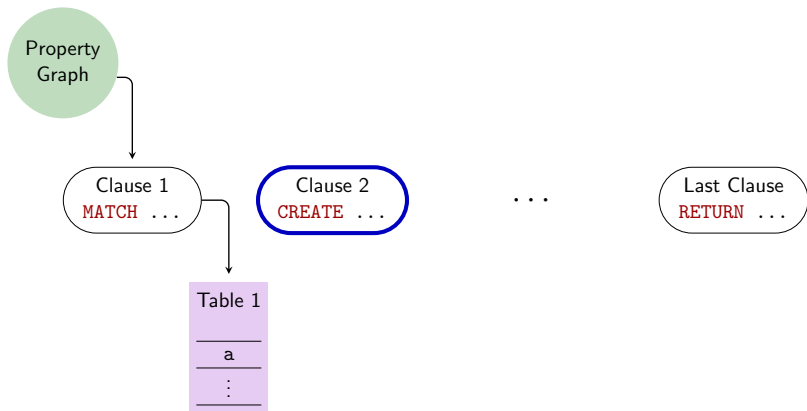 Property
Graph
Clause 1
MATCH ...
Clause 2
CREATE ...
...
Last Clause
RETURN ...
Table 1
a
⋮